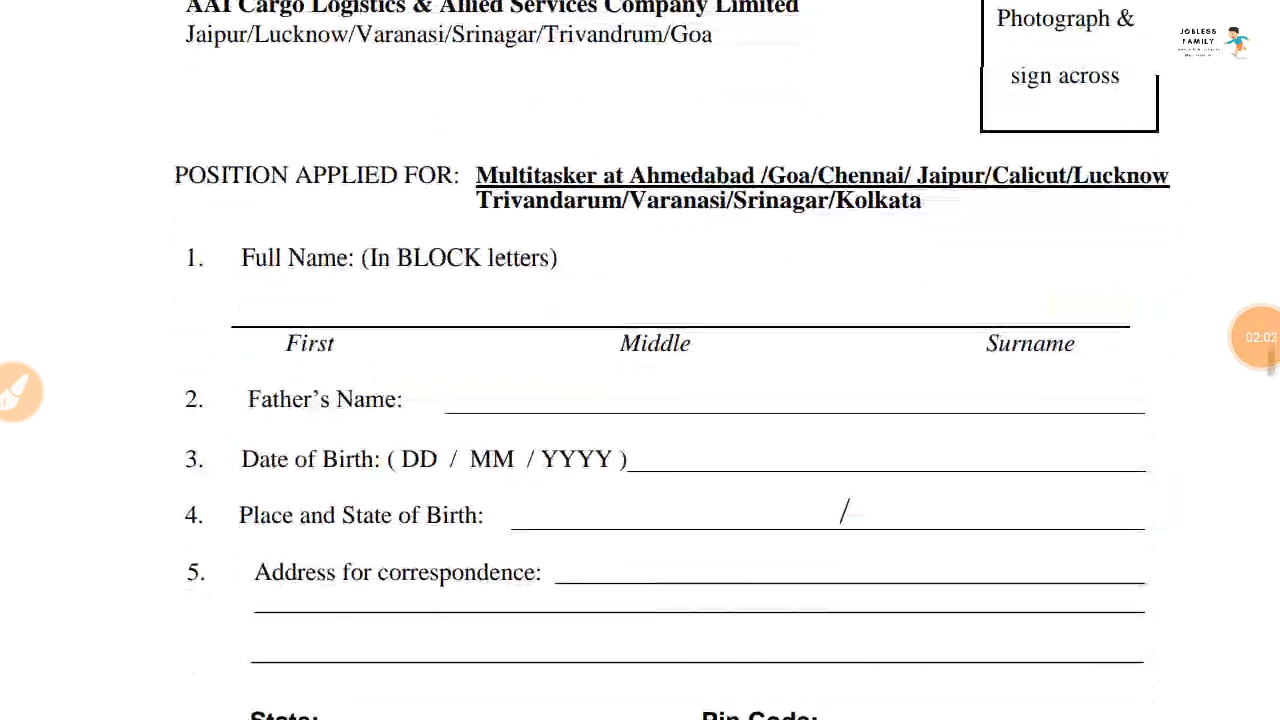 AAI Cargo Logistics & Allied Services Company Limited
Jaipur/Lucknow/Varanasi/Srinagar/Trivandrum/Goa
Photograph &
sign across
JOBLESS
FAMILY
POSITION APPLIED FOR: Multitasker at Ahmedabad /Goa/Chennai/ Jaipur/Calicut/Lucknow
Trivandarum/Varanasi/Srinagar/Kolkata
1. Full Name: (In BLOCK letters)
First Middle Surname
2. Father’s Name:
3. Date of Birth: ( DD / MM / YYYY )
4. Place and State of Birth: /
5. Address for correspondence:
State: Pin Code:
02:02